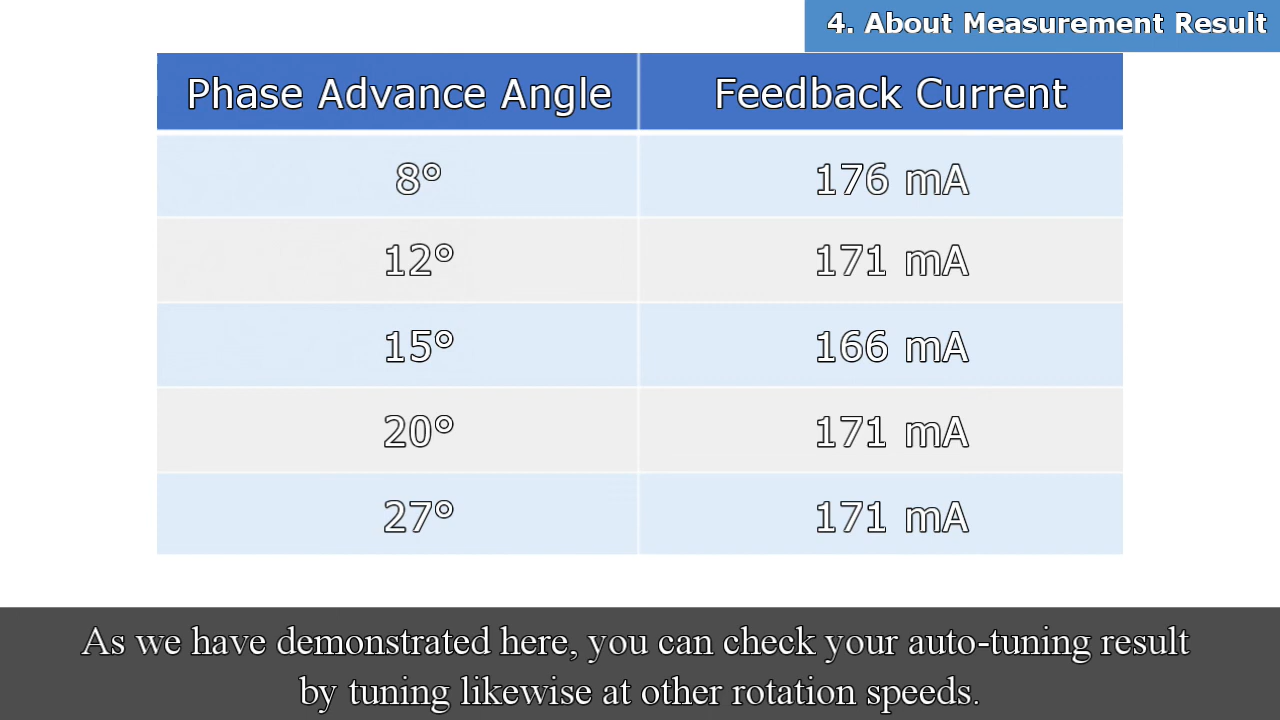 4. About Measurement Result
Phase Advance Angle Feedback Current
8° 176 mA
12° 171 mA
15° 166 mA
20° 171 mA
27° 171 mA
As we have demonstrated here, you can check your auto-tuning result
by tuning likewise at other rotation speeds.